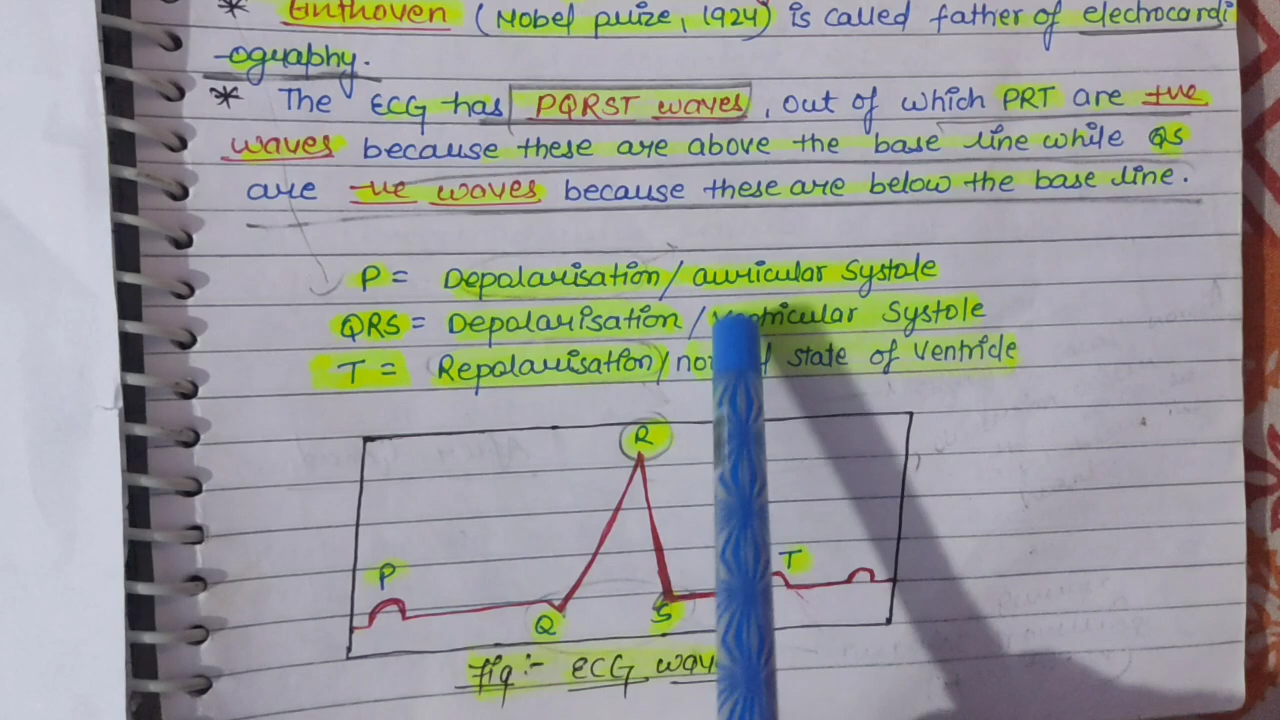 * Einthoven (Nobel prize, 1924) is called father of electrocardi
-ography.
* The ECG has PQRST waves, out of which PRT are +ve
waves because these are above the base line while QS
are -ve waves because these are below the base line.
P = Depolarisation / auricular systole
QRS = Depolarisation / ventricular systole
T = Repolarisation / state of ventricle
R
P
T
Q
S
fig:- ECG